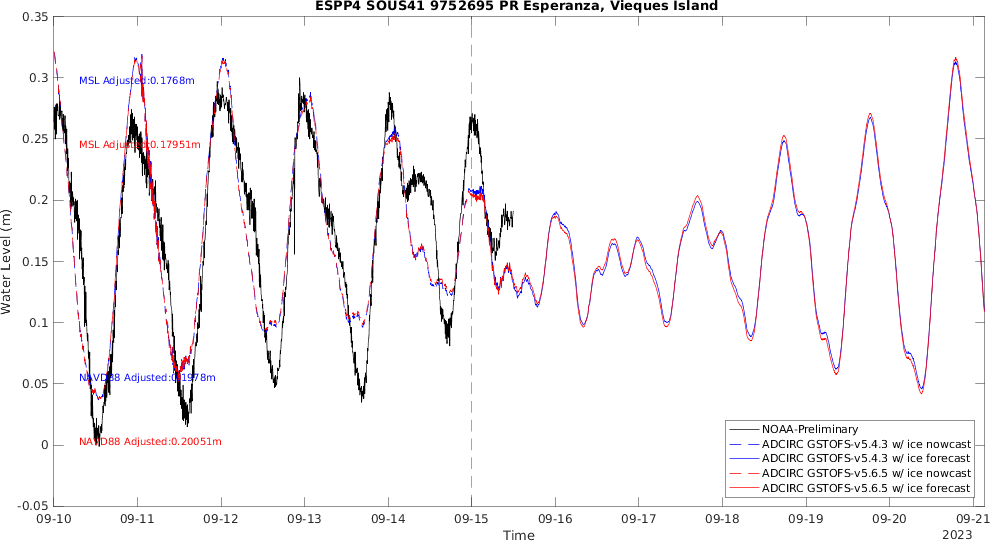 ESPP4 SOUS41 9752695 PR Esperanza, Vieques Island
0.35
0.3
0.25
0.2
0.15
0.1
0.05
0
-0.05
Water Level (m)
MSL Adjusted:0.1768m
MSL Adjusted:0.17951m
NAVD88 Adjusted:0.1978m
NAVD88 Adjusted:0.20051m
NOAA-Preliminary
ADCIRC GSTOFS-v5.4.3 w/ ice nowcast
ADCIRC GSTOFS-v5.4.3 w/ ice forecast
ADCIRC GSTOFS-v5.6.5 w/ ice nowcast
ADCIRC GSTOFS-v5.6.5 w/ ice forecast
09-10 09-11 09-12 09-13 09-14 09-15 09-16 09-17 09-18 09-19 09-20 09-21
Time
2023